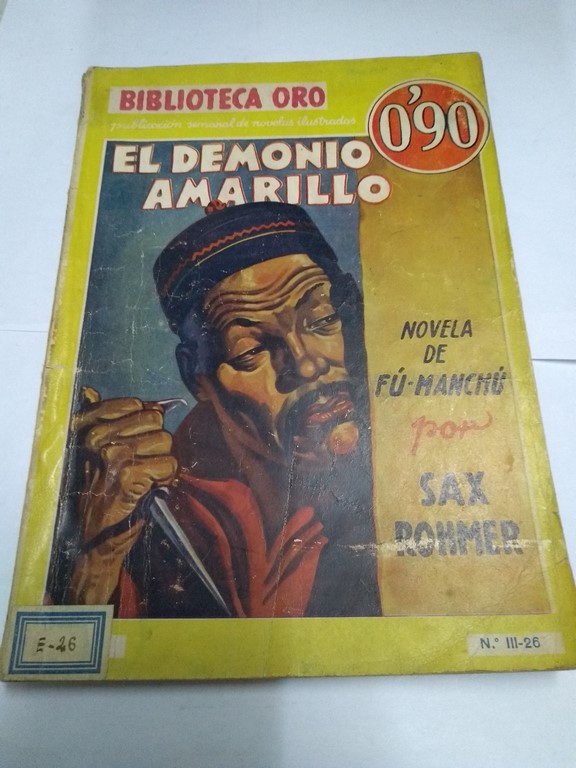 BIBLIOTECA ORO
publicación semanal de novelas ilustradas
0'90
EL DEMONIO
AMARILLO
NOVELA
DE
FÚ-MANCHÚ
por
SAX
ROHMER
E-26
N.º III-26